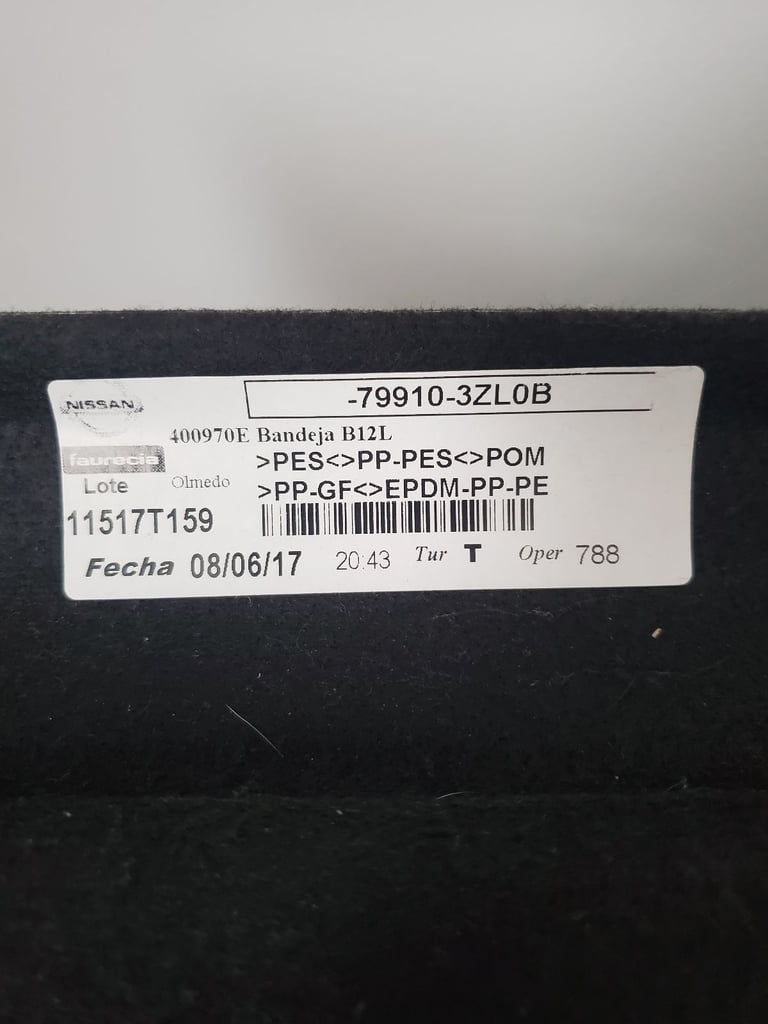 NISSAN
-79910-3ZL0B
400970E Bandeja B12L
faurecia
>PES<>PP-PES<>POM
Lote Olmedo
>PP-GF<>EPDM-PP-PE
11517T159
Fecha 08/06/17 20:43 Tur T Oper 788